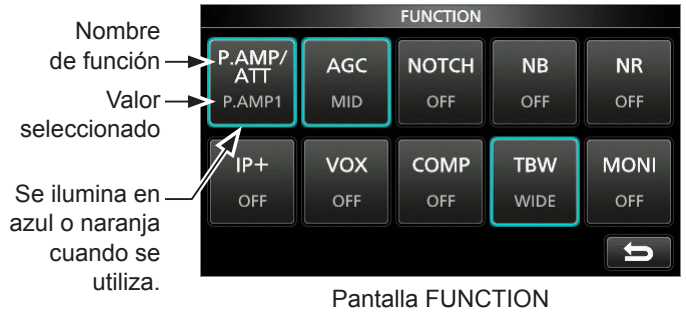 FUNCTION
Nombre
de función
Valor
seleccionado
Se ilumina en
azul o naranja
cuando se
utiliza.
P.AMP/
ATT
P.AMP1
AGC
MID
NOTCH
OFF
NB
OFF
NR
OFF
IP+
OFF
VOX
OFF
COMP
OFF
TBW
WIDE
MONI
OFF
Pantalla FUNCTION